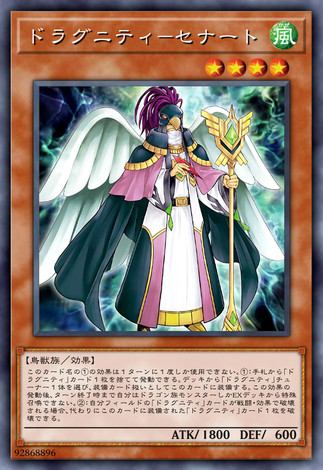 ドラグニティ－セナート
風
【鳥獣族／効果】
このカード名の①の効果は1ターンに1度しか使用できない。①：手札から「ド
ラグニティ」カード1枚を捨てて発動できる。デッキから「ドラグニティ」チュ
ーナー1体を選び、装備カード扱いとしてこのカードに装備する。この効果の
発動後、ターン終了時まで自分はドラゴン族モンスターしかEXデッキから特殊
召喚できない。②：自分フィールドの「ドラグニティ」カードが戦闘・効果で破壊
される場合、代わりにこのカードに装備された「ドラグニティ」カード1枚を破
壊できる。
ATK/ 1800 DEF/ 600
92868896